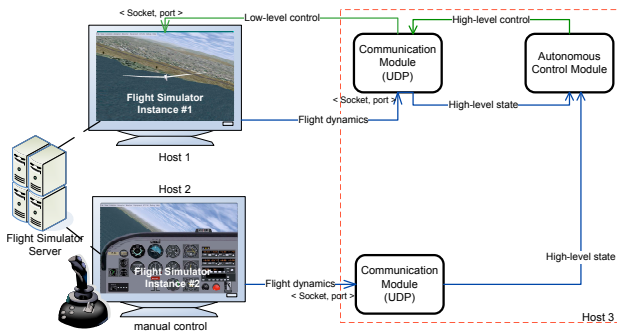 < Socket, port >
Low-level control
High-level control
Communication
Module
(UDP)
Autonomous
Control Module
Flight Simulator
Instance #1
< Socket, port >
High-level state
Flight dynamics
Host 1
Host 2
Flight Simulator
Server
High-level state
Flight Simulator
Instance #2
Flight dynamics
< Socket, port >
Communication
Module
(UDP)
Host 3
manual control